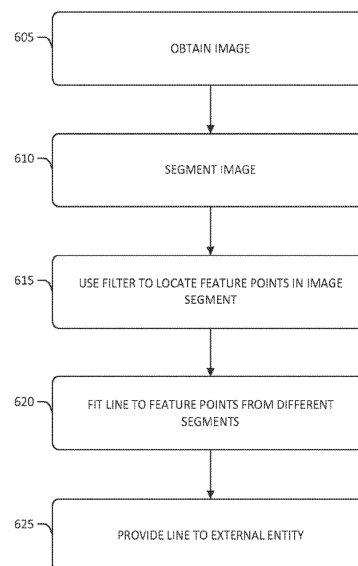 605
OBTAIN IMAGE
610
SEGMENT IMAGE
615
USE FILTER TO LOCATE FEATURE POINTS IN IMAGE
SEGMENT
620
FIT LINE TO FEATURE POINTS FROM DIFFERENT
SEGMENTS
625
PROVIDE LINE TO EXTERNAL ENTITY